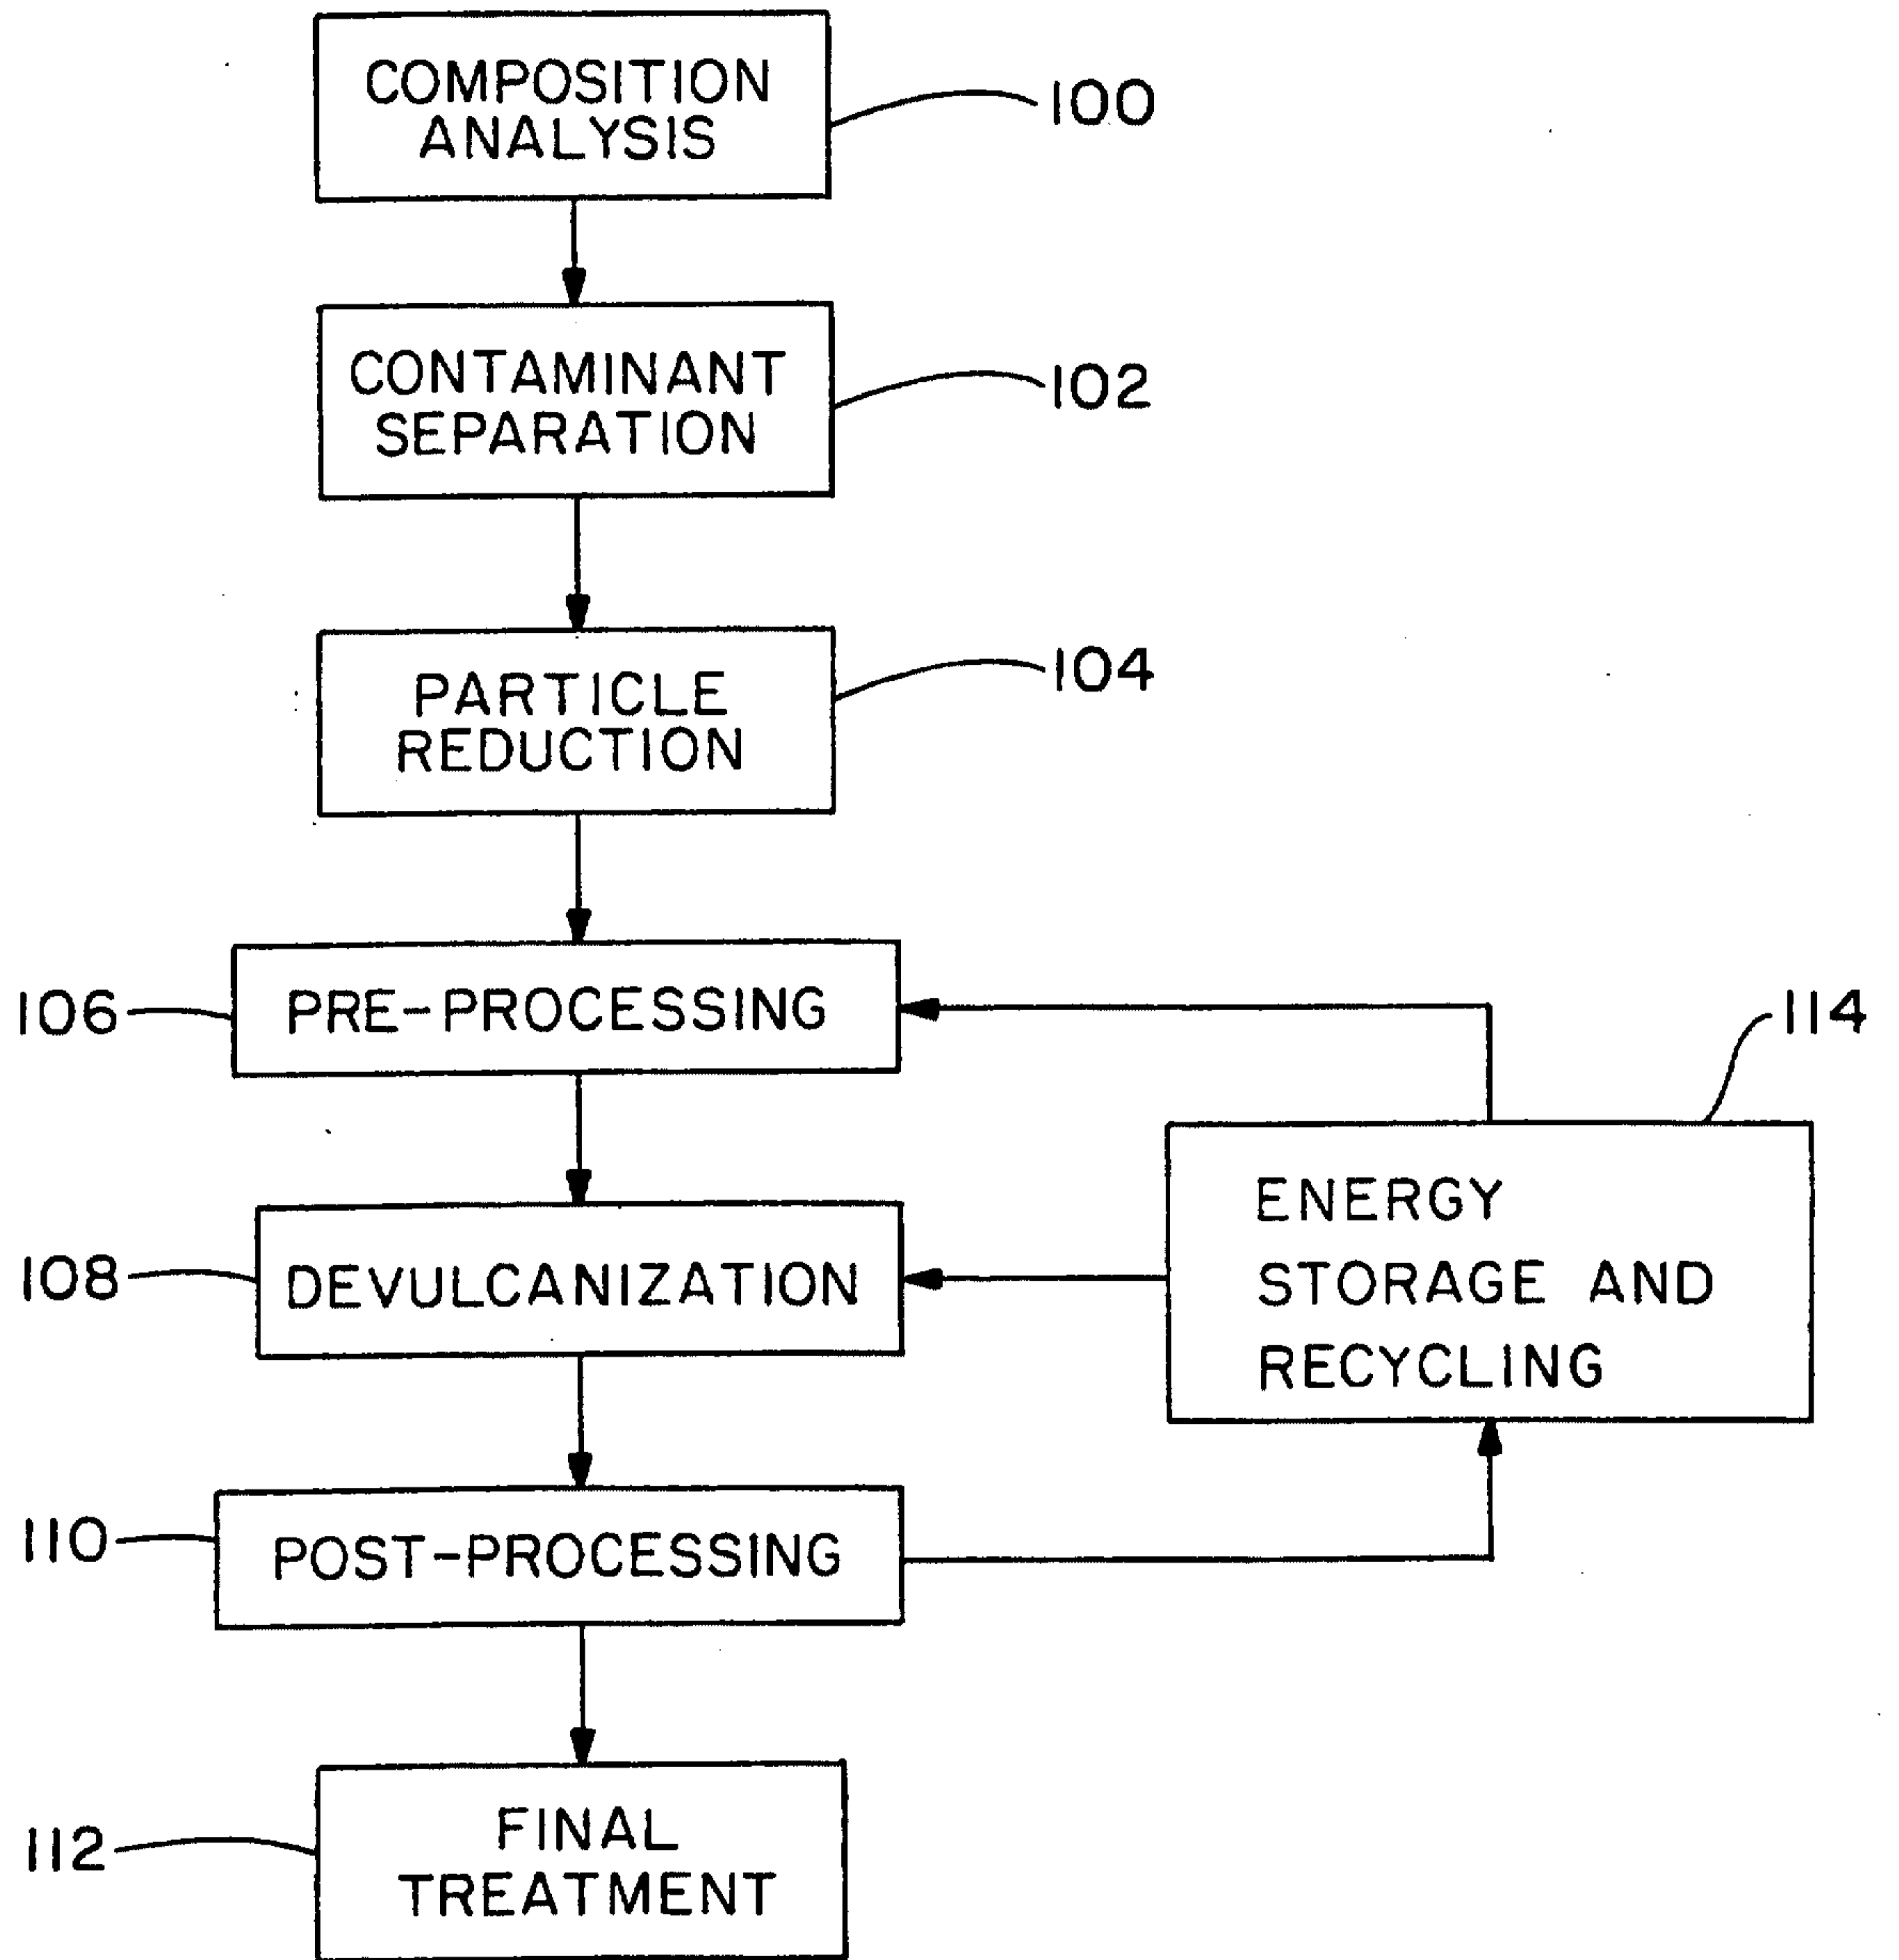 COMPOSITION
ANALYSIS
100
CONTAMINANT
SEPARATION
102
PARTICLE
REDUCTION
104
106
PRE-PROCESSING
114
ENERGY
STORAGE AND
RECYCLING
108
DEVULCANIZATION
110
POST-PROCESSING
112
FINAL
TREATMENT